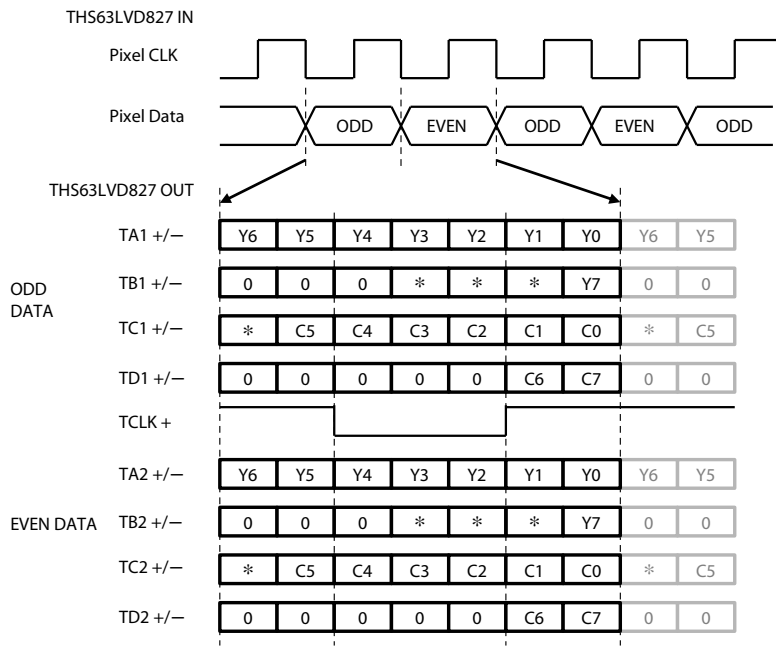 THS63LVD827 IN
Pixel CLK
Pixel Data ODD EVEN ODD EVEN ODD
THS63LVD827 OUT
TA1 +/− Y6 Y5 Y4 Y3 Y2 Y1 Y0 Y6 Y5
ODD DATA
TB1 +/− 0 0 0 * * * Y7 0 0
TC1 +/− * C5 C4 C3 C2 C1 C0 * C5
TD1 +/− 0 0 0 0 0 C6 C7 0 0
TCLK +
TA2 +/− Y6 Y5 Y4 Y3 Y2 Y1 Y0 Y6 Y5
EVEN DATA TB2 +/− 0 0 0 * * * Y7 0 0
TC2 +/− * C5 C4 C3 C2 C1 C0 * C5
TD2 +/− 0 0 0 0 0 C6 C7 0 0